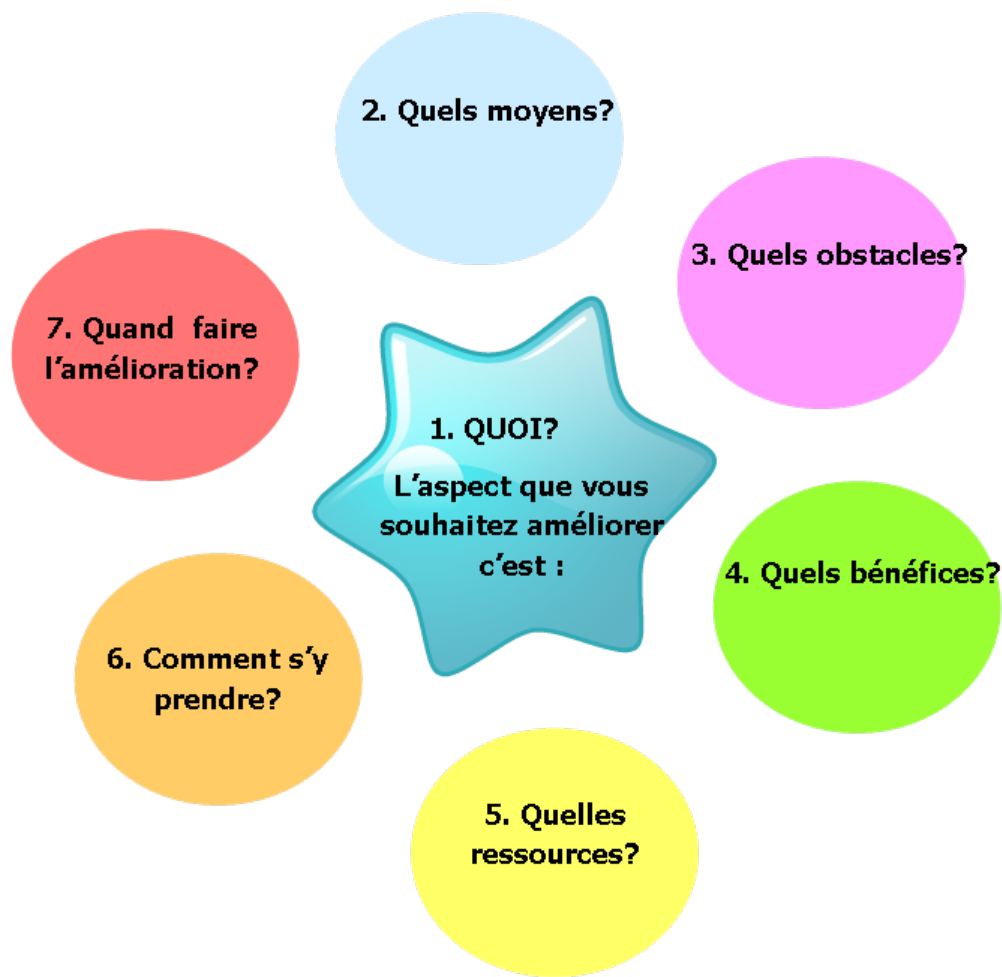 1. QUOI?
L'aspect que vous
souhaitez améliorer
c'est :
2. Quels moyens?
3. Quels obstacles?
4. Quels bénéfices?
5. Quelles
ressources?
6. Comment s'y
prendre?
7. Quand faire
l'amélioration?